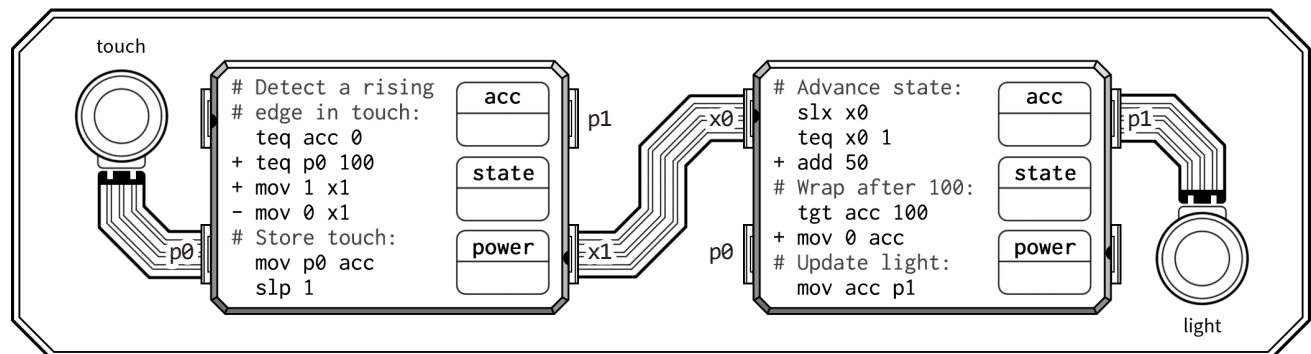 touch
# Detect a rising
# edge in touch:
teq acc 0
+ teq p0 100
+ mov 1 x1
- mov 0 x1
# Store touch:
mov p0 acc
slp 1
acc
state
power
p0
p1
x1
x0
p0
# Advance state:
slx x0
teq x0 1
+ add 50
# Wrap after 100:
tgt acc 100
+ mov 0 acc
# Update light:
mov acc p1
acc
state
power
p1
light